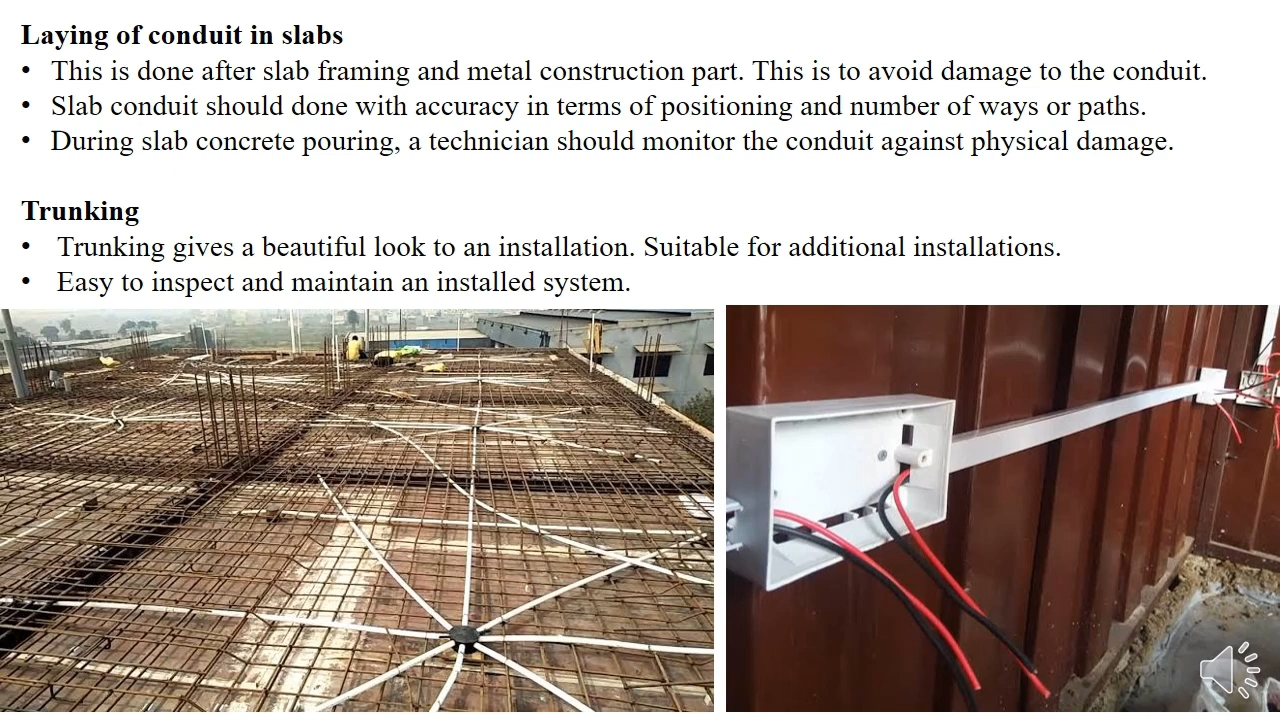 Laying of conduit in slabs
• This is done after slab framing and metal construction part. This is to avoid damage to the conduit.
• Slab conduit should done with accuracy in terms of positioning and number of ways or paths.
• During slab concrete pouring, a technician should monitor the conduit against physical damage.
Trunking
• Trunking gives a beautiful look to an installation. Suitable for additional installations.
• Easy to inspect and maintain an installed system.